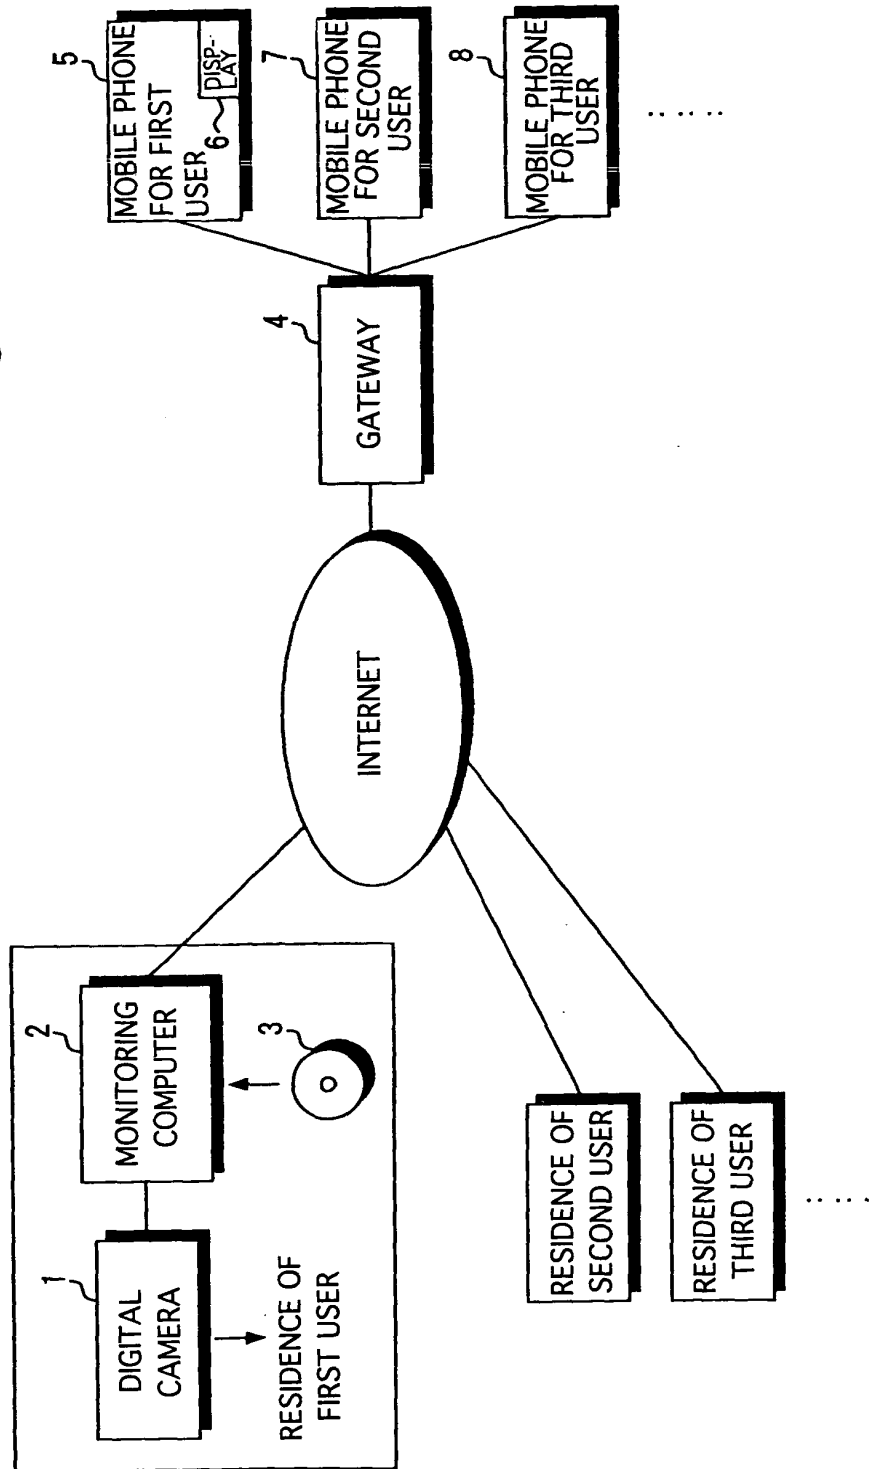 1
DIGITAL
CAMERA
2
MONITORING
COMPUTER
3
RESIDENCE OF
FIRST USER
RESIDENCE OF
SECOND USER
RESIDENCE OF
THIRD USER
.....
INTERNET
4
GATEWAY
5
MOBILE PHONE
FOR FIRST
USER
6
DISP-
LAY
7
MOBILE PHONE
FOR SECOND
USER
8
MOBILE PHONE
FOR THIRD
USER
.....